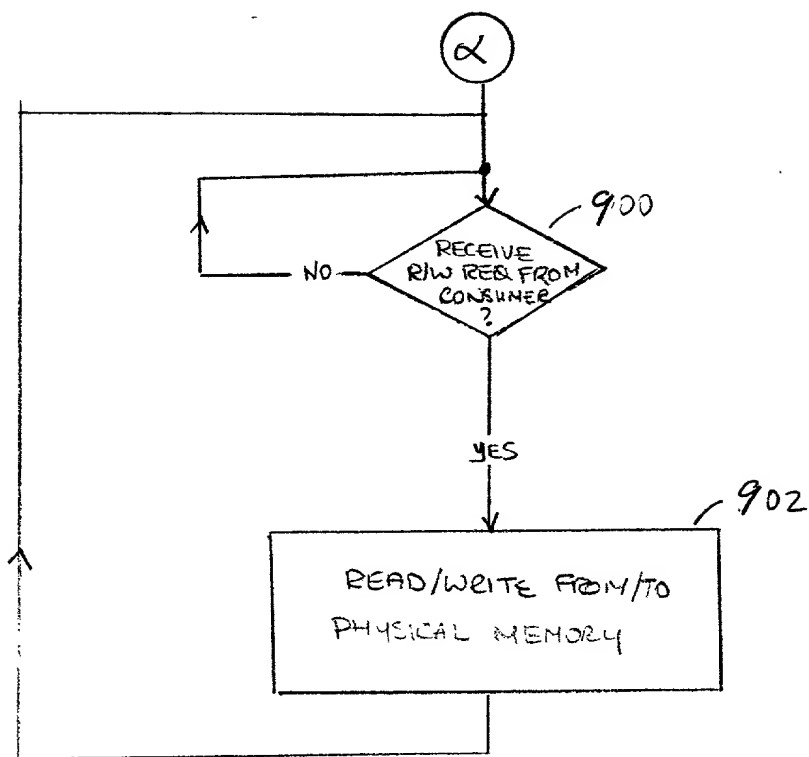 α
900
RECEIVE
R/W REQ. FROM
CONSUMER
?
NO
YES
902
READ/WRITE FROM/TO
PHYSICAL MEMORY